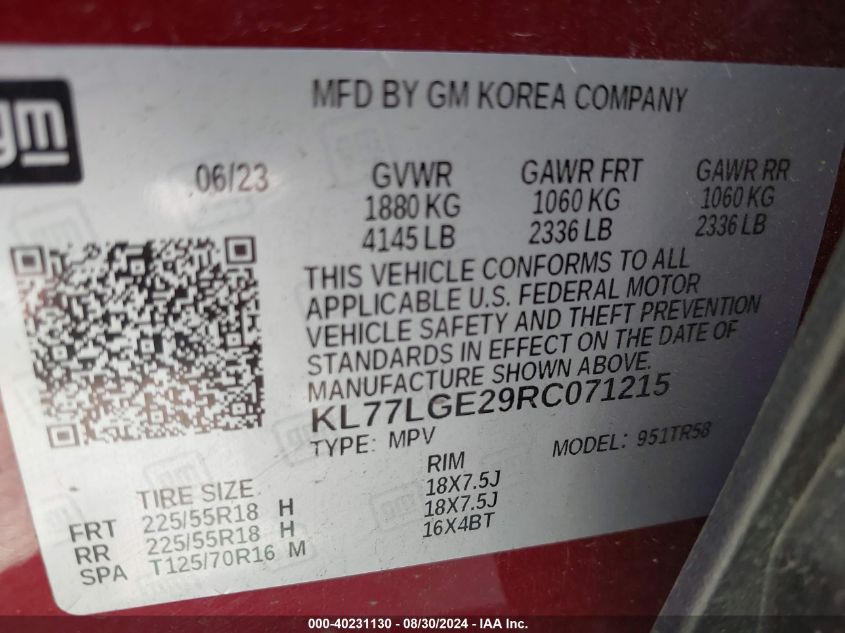 gm
MFD BY GM KOREA COMPANY
06/23
GVWR GAWR FRT GAWR RR
1880 KG 1060 KG 1060 KG
4145 LB 2336 LB 2336 LB
THIS VEHICLE CONFORMS TO ALL
APPLICABLE U.S. FEDERAL MOTOR
VEHICLE SAFETY AND THEFT PREVENTION
STANDARDS IN EFFECT ON THE DATE OF
MANUFACTURE SHOWN ABOVE.
KL77LGE29RC071215
TYPE: MPV MODEL: 951TR58
TIRE SIZE RIM
FRT 225/55R18 H 18X7.5J
RR 225/55R18 H 18X7.5J
SPA T125/70R16 M 16X4BT
000-40231130 - 08/30/2024 - IAA Inc.